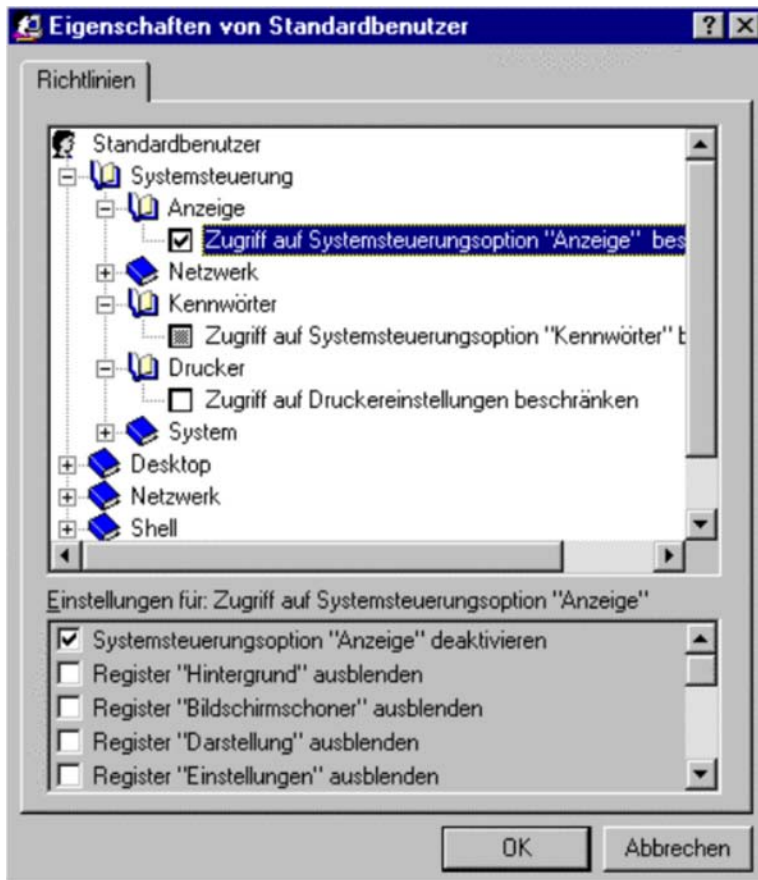 Eigenschaften von Standardbenutzer
Richtlinien
Standardbenutzer
Systemsteuerung
Anzeige
Zugriff auf Systemsteuerungsoption "Anzeige" bes
Netzwerk
Kennwörter
Zugriff auf Systemsteuerungsoption "Kennwörter" b
Drucker
Zugriff auf Druckereinstellungen beschränken
System
Desktop
Netzwerk
Shell
Einstellungen für: Zugriff auf Systemsteuerungsoption "Anzeige"
Systemsteuerungsoption "Anzeige" deaktivieren
Register "Hintergrund" ausblenden
Register "Bildschirmschoner" ausblenden
Register "Darstellung" ausblenden
Register "Einstellungen" ausblenden
OK Abbrechen